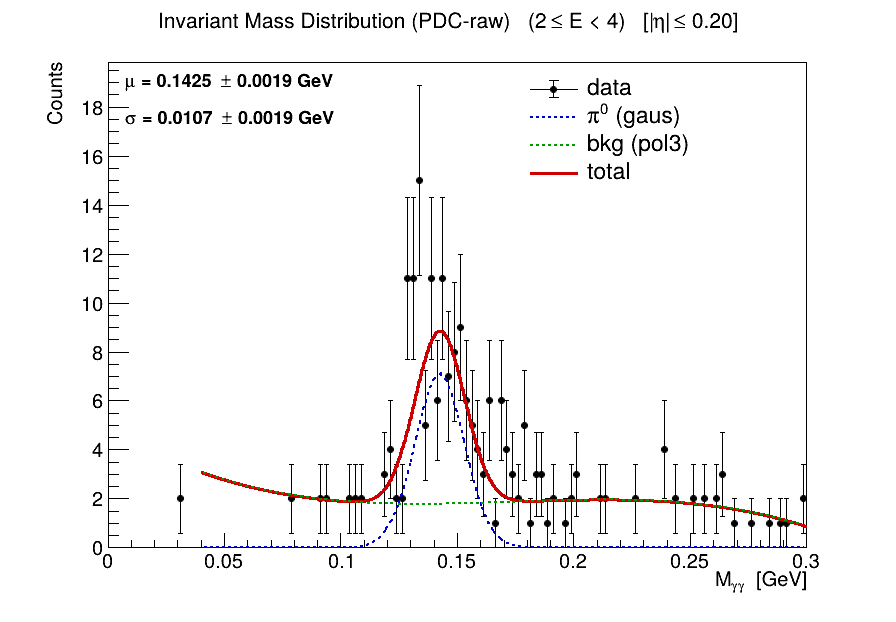 Invariant Mass Distribution (PDC-raw) (2 ≤ E < 4) [|η| ≤ 0.20]
Counts
μ = 0.1425 ± 0.0019 GeV
σ = 0.0107 ± 0.0019 GeV
data
π⁰ (gaus)
bkg (pol3)
total
18
16
14
12
10
8
6
4
2
0
0 0.05 0.1 0.15 0.2 0.25 0.3
Mγγ [GeV]